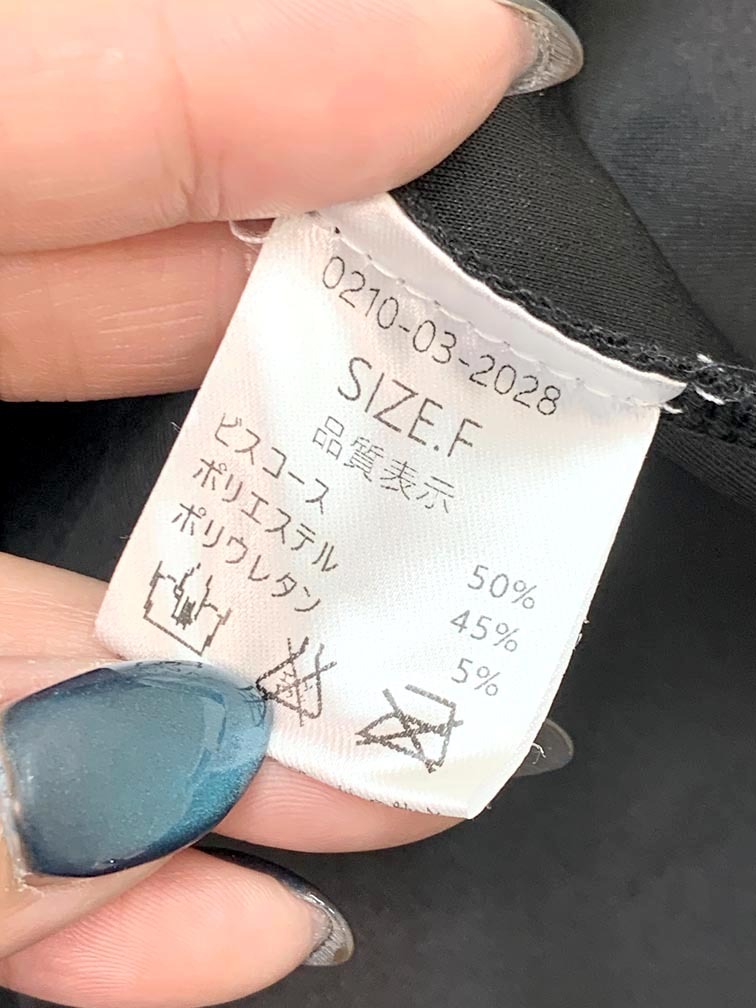 0210-03-2028
SIZE.F
品質表示
ビスコース 50%
ポリエステル 45%
ポリウレタン 5%